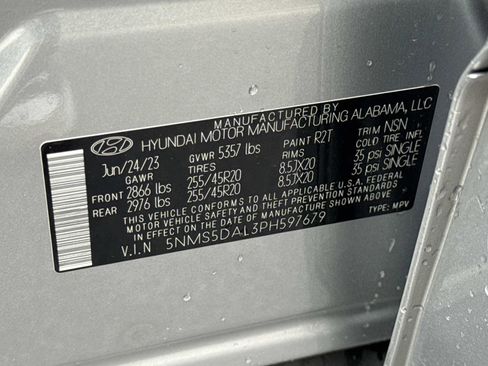 MANUFACTURED BY
HYUNDAI MOTOR MANUFACTURING ALABAMA, LLC
Jun/24/23 GVWR 5357 lbs PAINT R2T TRIM NSN
GAWR TIRES RIMS COLD TIRE INFL.
FRONT 2866 lbs 255/45R20 8.5JX20 35 psi SINGLE
REAR 2976 lbs 255/45R20 8.5JX20 35 psi SINGLE
THIS VEHICLE CONFORMS TO ALL APPLICABLE U.S. FEDERAL
MOTOR VEHICLE SAFETY, BUMPER, AND THEFT PREVENTION STANDARDS
IN EFFECT ON THE DATE OF MANUFACTURE SHOWN ABOVE.
V.I.N 5NMS5DAL3PH597679 TYPE: MPV